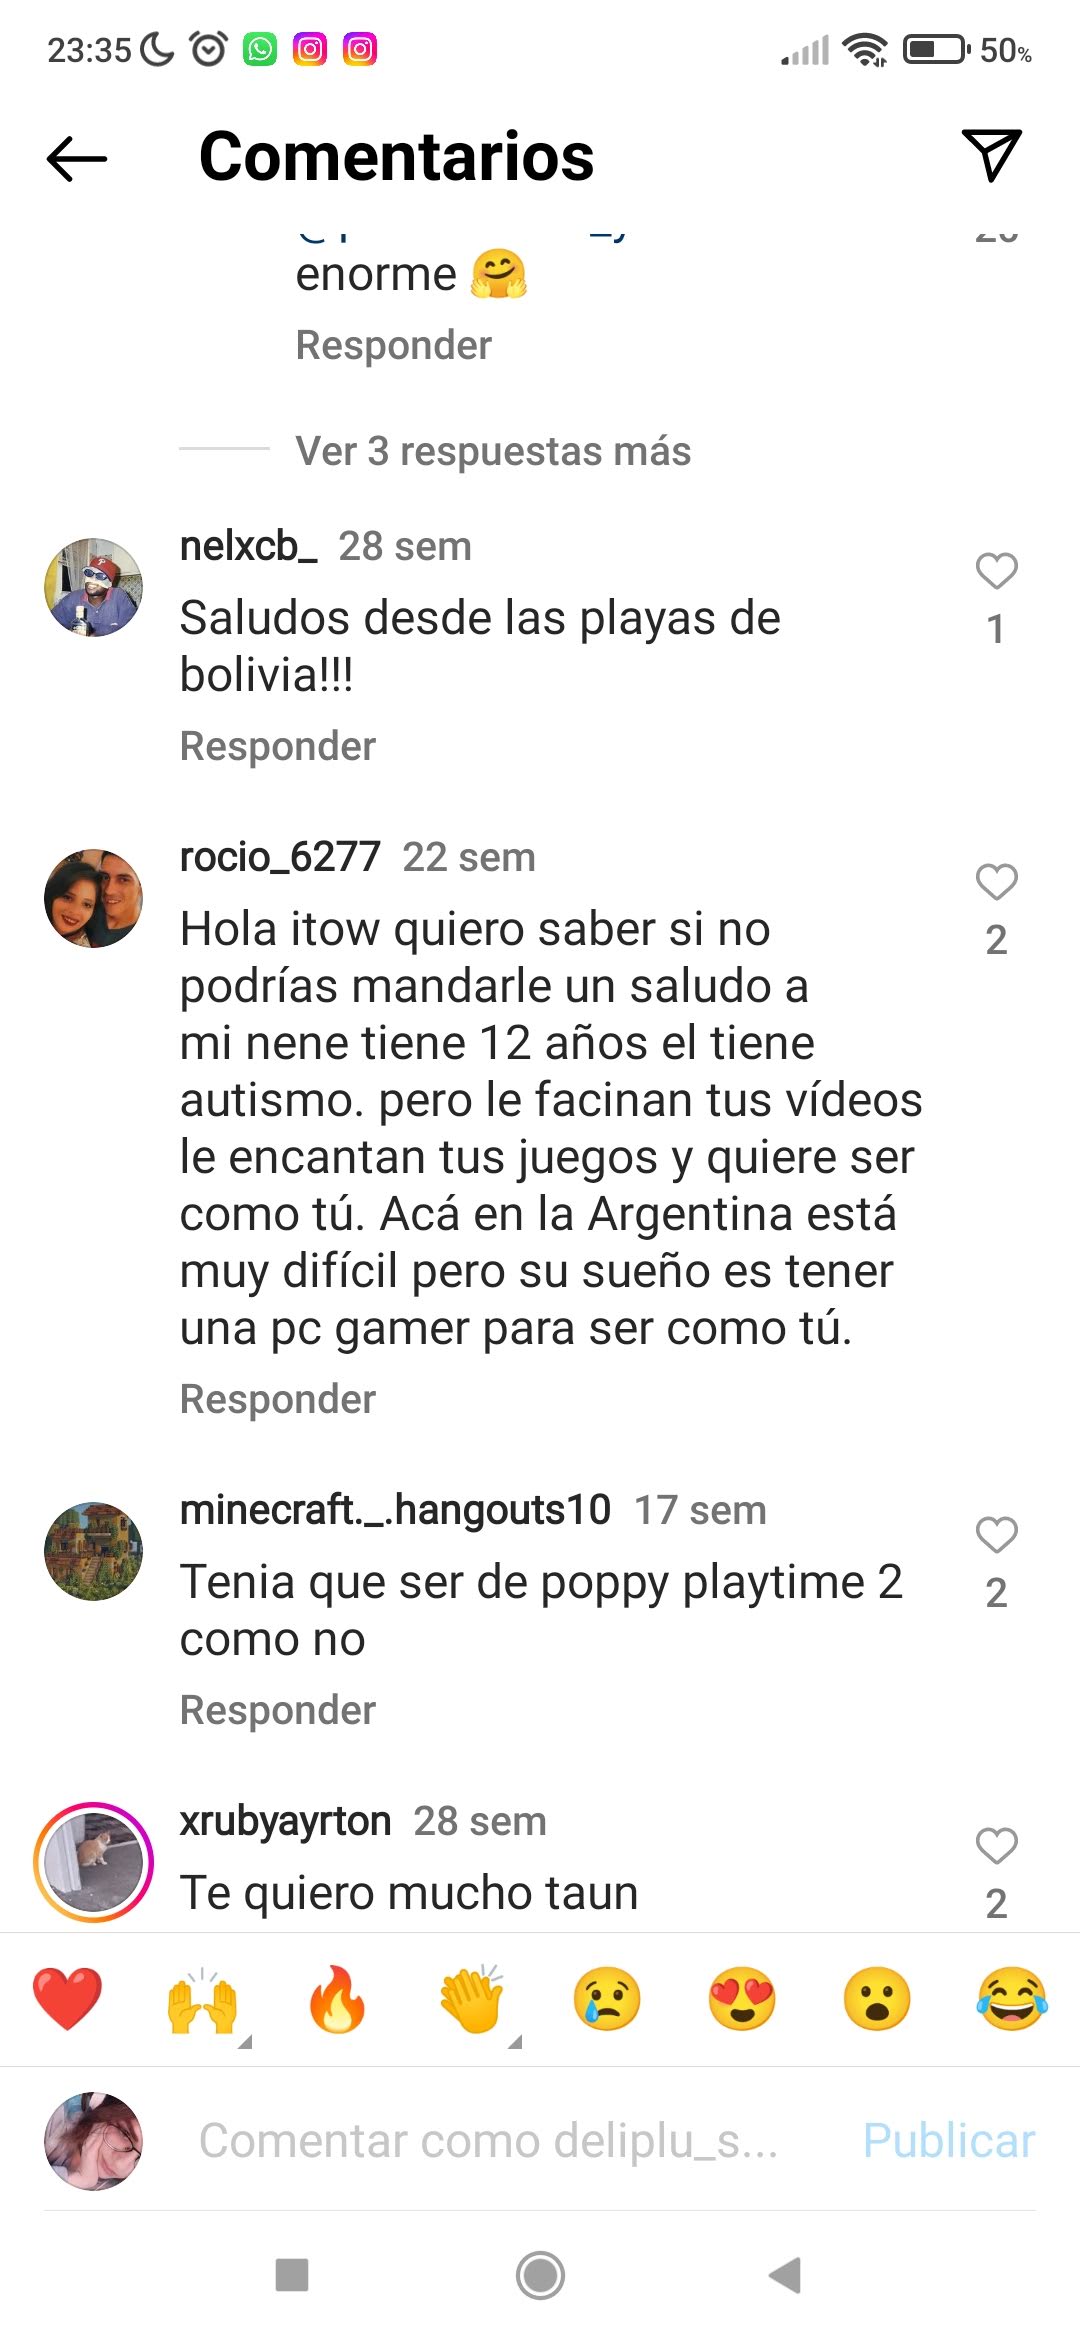 23:35
50%
Comentarios
enorme 🤗
Responder
Ver 3 respuestas más
nelxcb_ 28 sem
Saludos desde las playas de
bolivia!!!
1
Responder
rocio_6277 22 sem
Hola itow quiero saber si no
podrías mandarle un saludo a
mi nene tiene 12 años el tiene
autismo. pero le facinan tus vídeos
le encantan tus juegos y quiere ser
como tú. Acá en la Argentina está
muy difícil pero su sueño es tener
una pc gamer para ser como tú.
2
Responder
minecraft._.hangouts10 17 sem
Tenia que ser de poppy playtime 2
como no
2
Responder
xrubyayrton 28 sem
Te quiero mucho taun
2
Comentar como deliplu_s...
Publicar